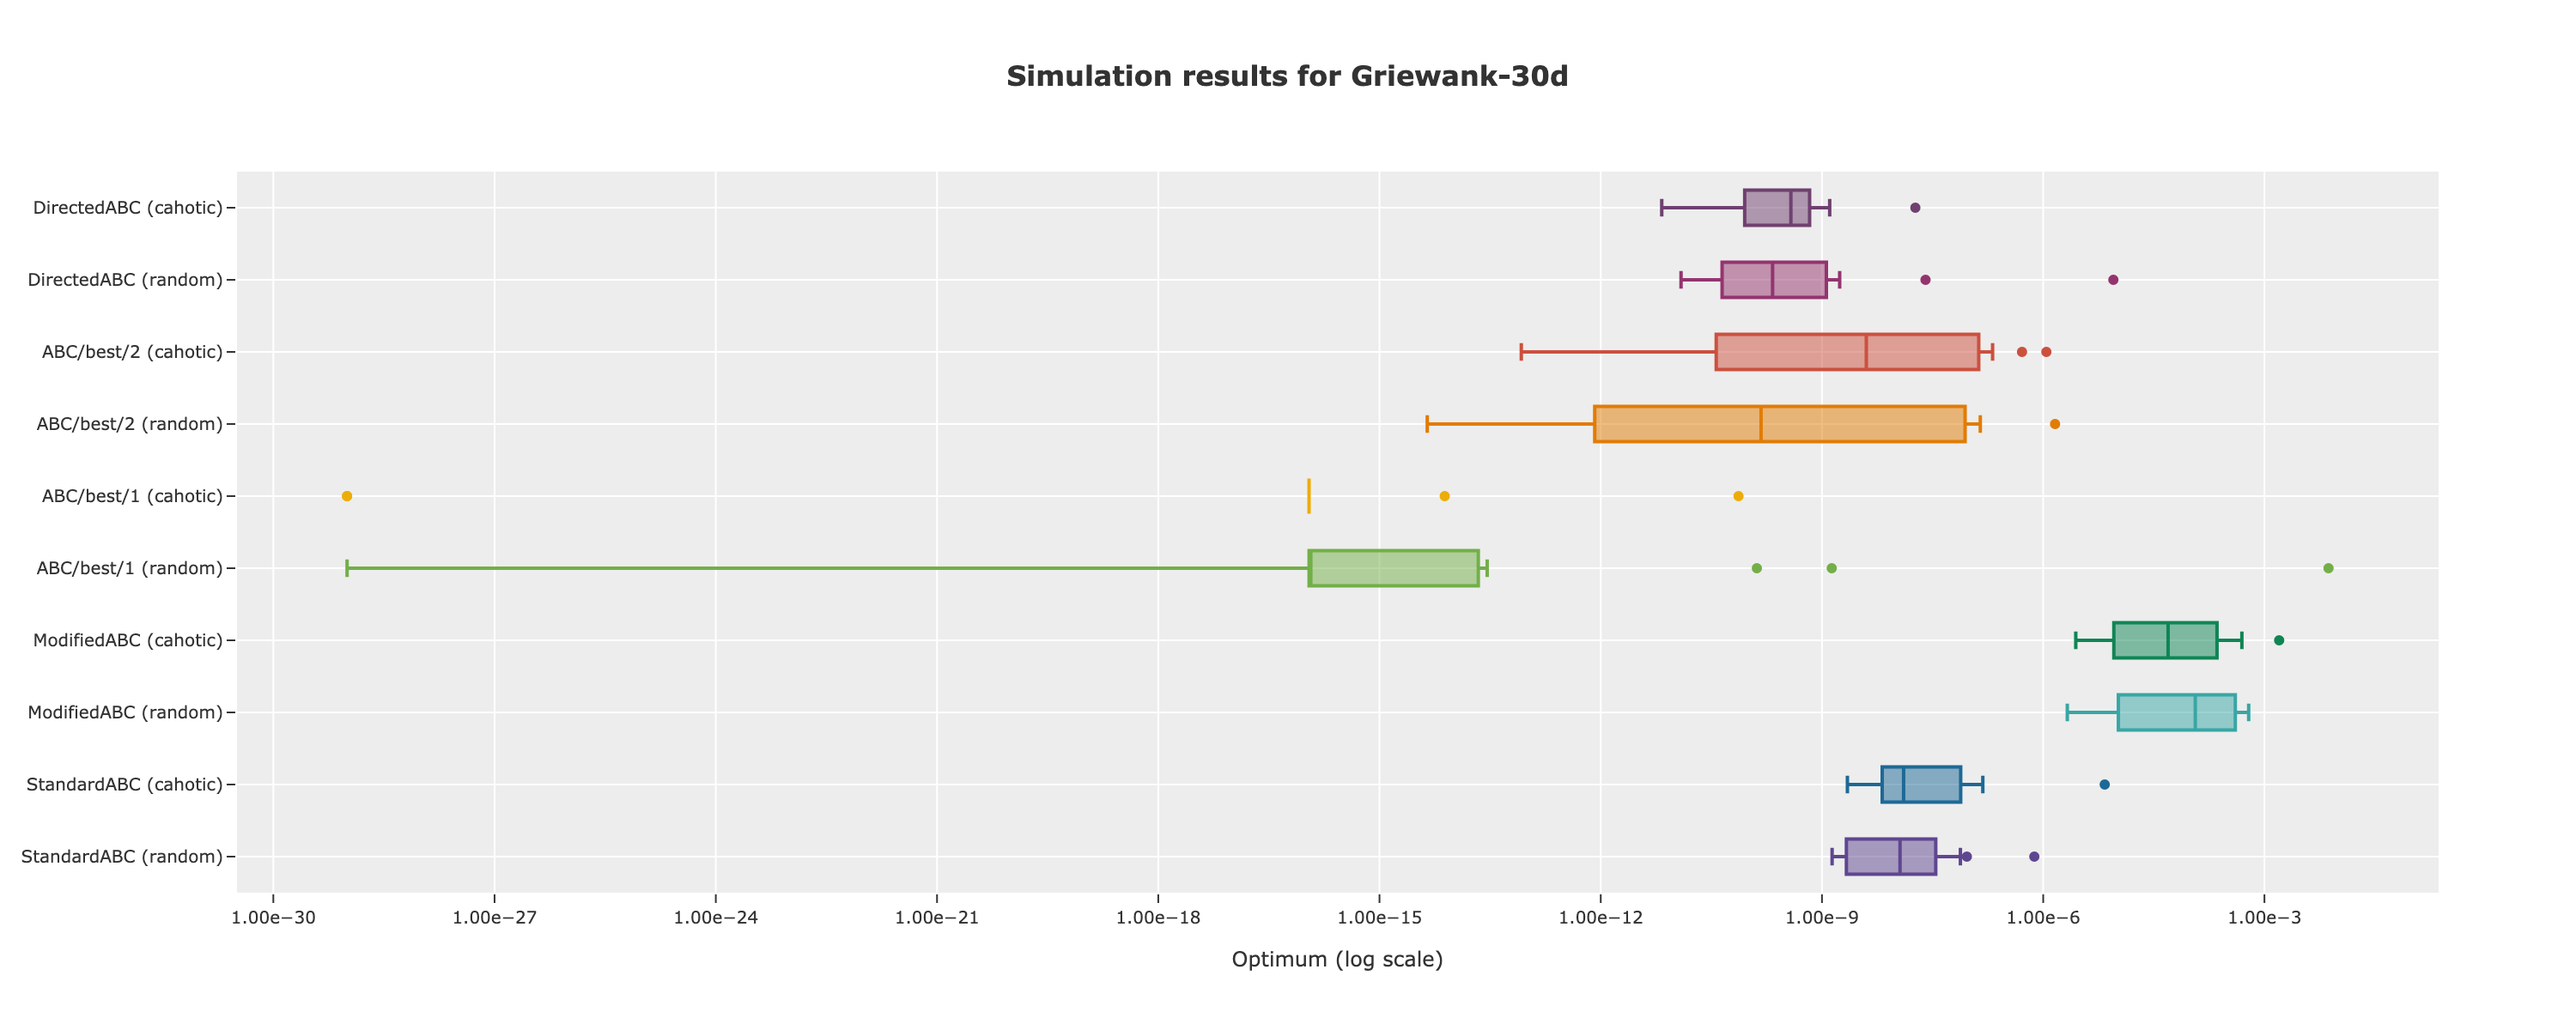 Simulation results for Griewank-30d
DirectedABC (cahotic)
DirectedABC (random)
ABC/best/2 (cahotic)
ABC/best/2 (random)
ABC/best/1 (cahotic)
ABC/best/1 (random)
ModifiedABC (cahotic)
ModifiedABC (random)
StandardABC (cahotic)
StandardABC (random)
1.00e−30 1.00e−27 1.00e−24 1.00e−21 1.00e−18 1.00e−15 1.00e−12 1.00e−9 1.00e−6 1.00e−3
Optimum (log scale)